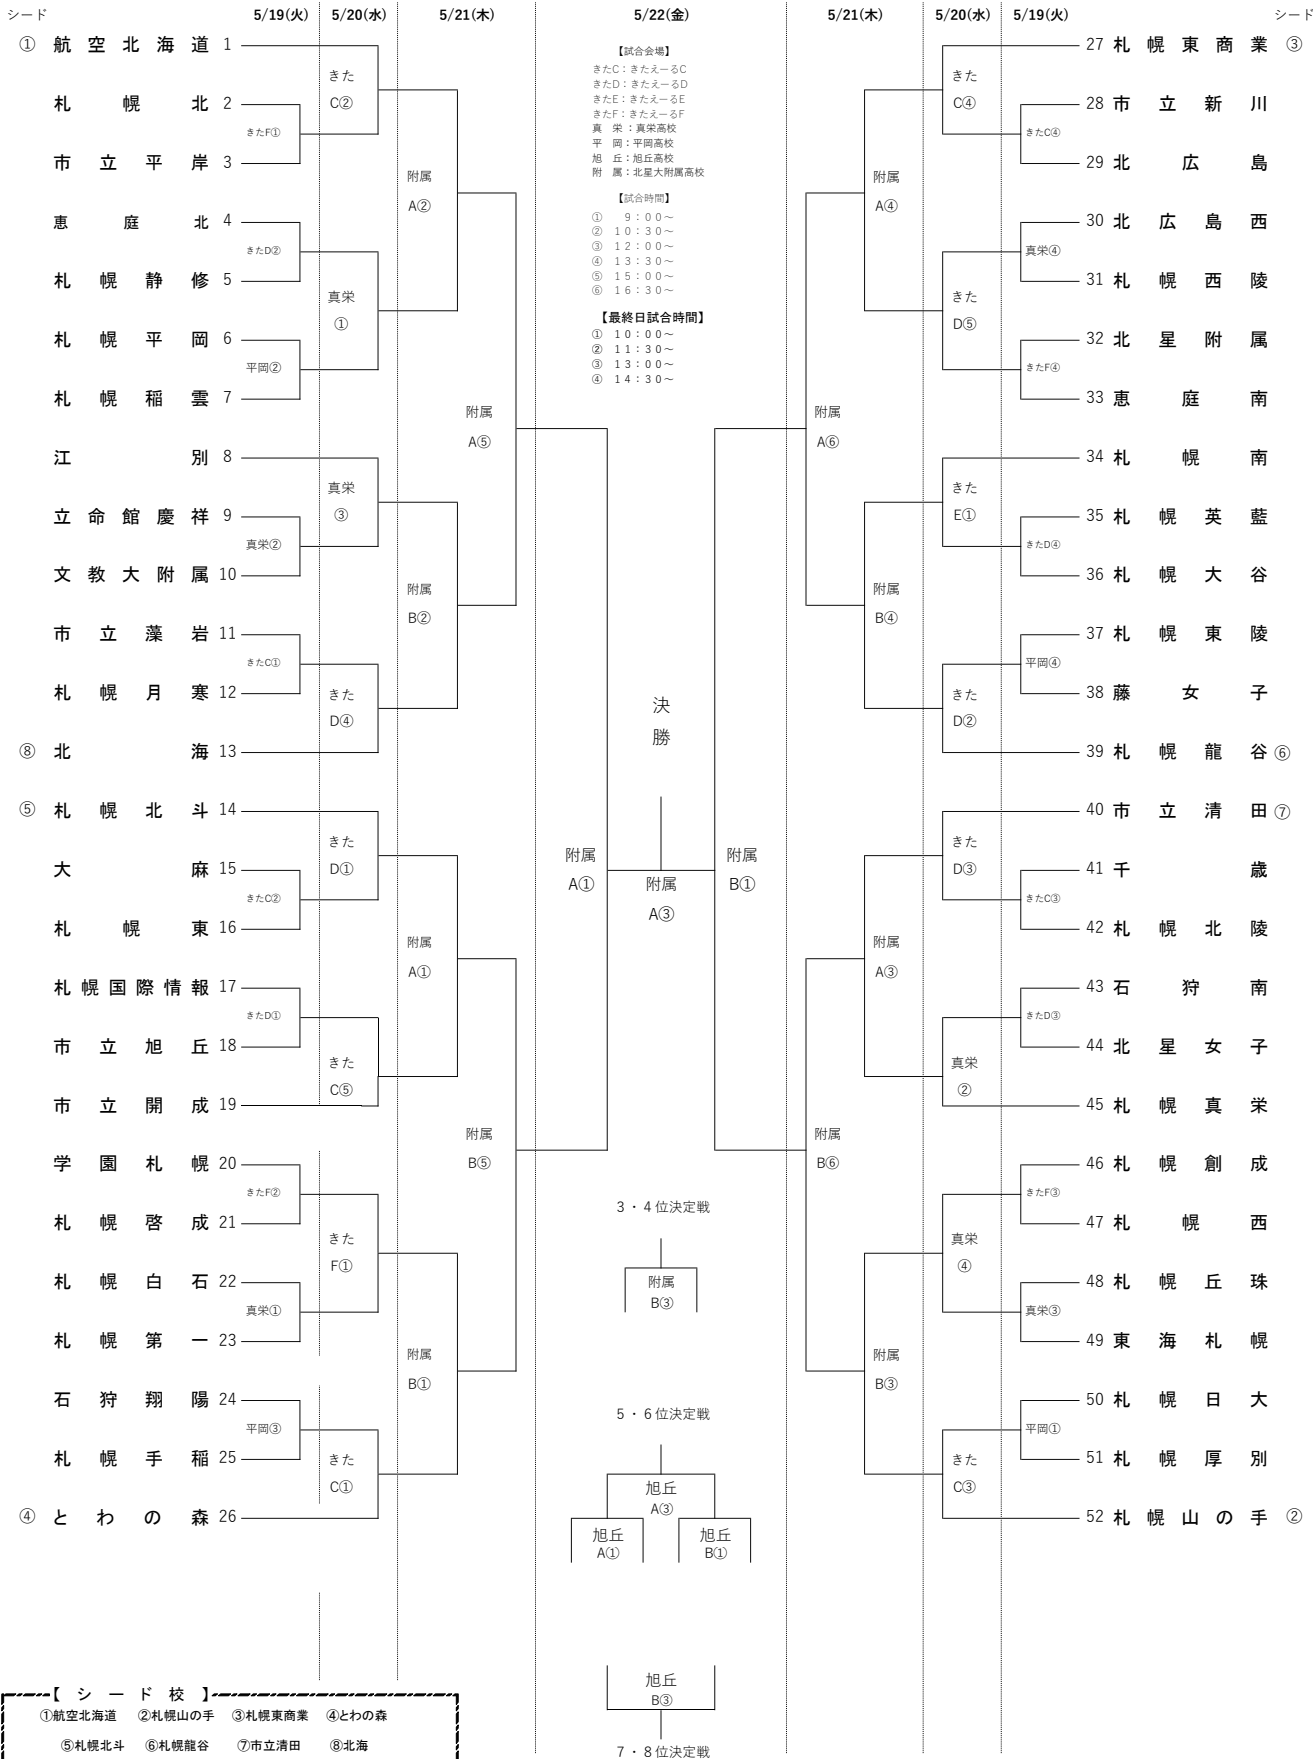 シード 5/19(火) 5/20(水) 5/21(木) 5/22(金) 5/21(木) 5/20(水) 5/19(火) シード
① 航空北海道 1
札幌北 2
市立平岸 3
恵庭北 4
札幌静修 5
札幌平岡 6
札幌稲雲 7
江別 8
立命館慶祥 9
文教大附属 10
市立藻岩 11
札幌月寒 12
⑧ 北海 13
⑤ 札幌北斗 14
大麻 15
札幌東 16
札幌国際情報 17
市立旭丘 18
市立開成 19
学園札幌 20
札幌啓成 21
札幌白石 22
札幌第一 23
石狩翔陽 24
札幌手稲 25
④ とわの森 26
きたF①
きたD②
平岡②
真栄②
きたC①
きたC②
きたD①
きたF②
真栄①
平岡③
きた
C②
真栄
①
真栄
③
きた
D④
きた
D①
きた
C⑤
きた
F①
きた
C①
附属
A②
附属
B②
附属
A①
附属
B①
附属
A⑤
附属
B⑤
【試合会場】
きたC：きたえーるC
きたD：きたえーるD
きたE：きたえーるE
きたF：きたえーるF
真 栄：真栄高校
平 岡：平岡高校
旭 丘：旭丘高校
附 属：北星大附属高校
【試合時間】
① 9：00～
② 10：30～
③ 12：00～
④ 13：30～
⑤ 15：00～
⑥ 16：30～
【最終日試合時間】
① 10：00～
② 11：30～
③ 13：00～
④ 14：30～
決
勝
附属
A①
附属
A③
附属
B①
3・4位決定戦
附属
B③
5・6位決定戦
旭丘
A③
旭丘
A①
旭丘
B①
旭丘
B③
7・8位決定戦
附属
A⑥
附属
B⑥
附属
A④
附属
B④
附属
A③
附属
B③
きた
C④
きた
D⑤
きた
E①
きた
D②
きた
D③
真栄
②
真栄
④
きた
C③
きたC④
真栄④
きたF④
きたD④
平岡④
きたC③
きたD③
きたF③
真栄③
平岡①
27 札幌東商業 ③
28 市立新川
29 北広島
30 北広島西
31 札幌西陵
32 北星附属
33 恵庭南
34 札幌南
35 札幌英藍
36 札幌大谷
37 札幌東陵
38 藤女子
39 札幌龍谷 ⑥
40 市立清田 ⑦
41 千歳
42 札幌北陵
43 石狩南
44 北星女子
45 札幌真栄
46 札幌創成
47 札幌西
48 札幌丘珠
49 東海札幌
50 札幌日大
51 札幌厚別
52 札幌山の手 ②
【シード校】
①航空北海道 ②札幌山の手 ③札幌東商業 ④とわの森
⑤札幌北斗 ⑥札幌龍谷 ⑦市立清田 ⑧北海